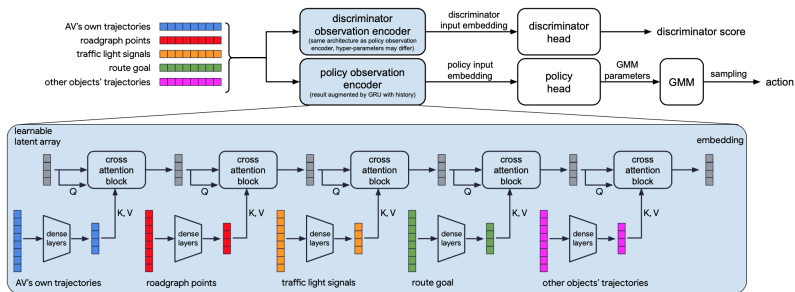 AV's own trajectories
roadgraph points
traffic light signals
route goal
other objects' trajectories
discriminator
observation encoder
(same architecture as policy observation
encoder, hyper-parameters may differ)
discriminator
input embedding
discriminator
head
discriminator score
policy observation
encoder
(result augmented by GRU with history)
policy input
embedding
policy
head
GMM
parameters
GMM
sampling
action
learnable
latent array
embedding
cross
attention
block
cross
attention
block
cross
attention
block
cross
attention
block
cross
attention
block
Q
Q
Q
Q
Q
K, V
K, V
K, V
K, V
K, V
dense
layers
dense
layers
dense
layers
dense
layers
dense
layers
AV's own trajectories
roadgraph points
traffic light signals
route goal
other objects' trajectories